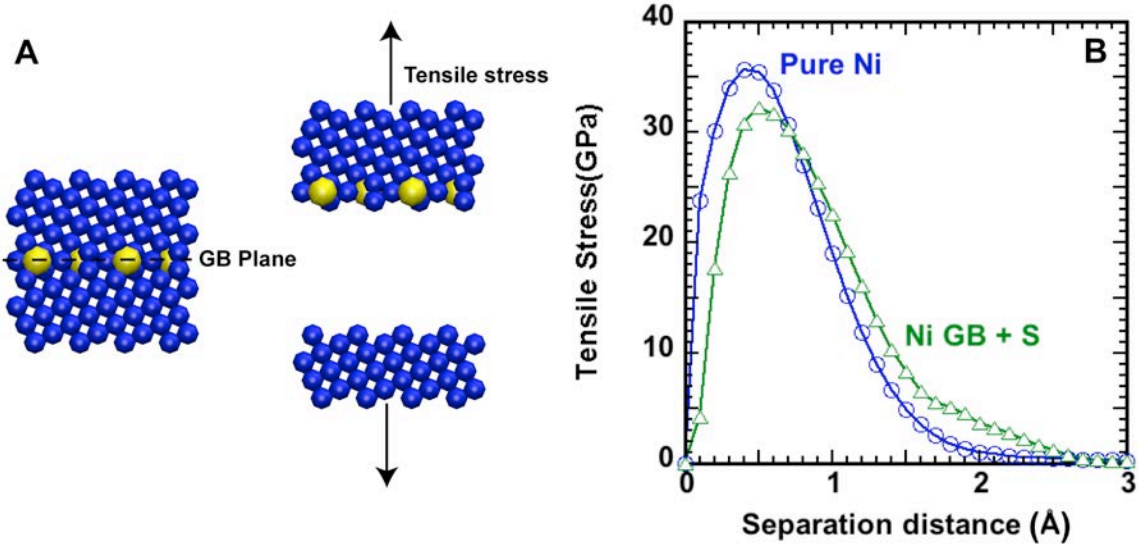 A
Tensile stress
GB Plane
B
Pure Ni
Ni GB + S
Tensile Stress(GPa)
40
30
20
10
0
0
1
2
3
Separation distance (Å)